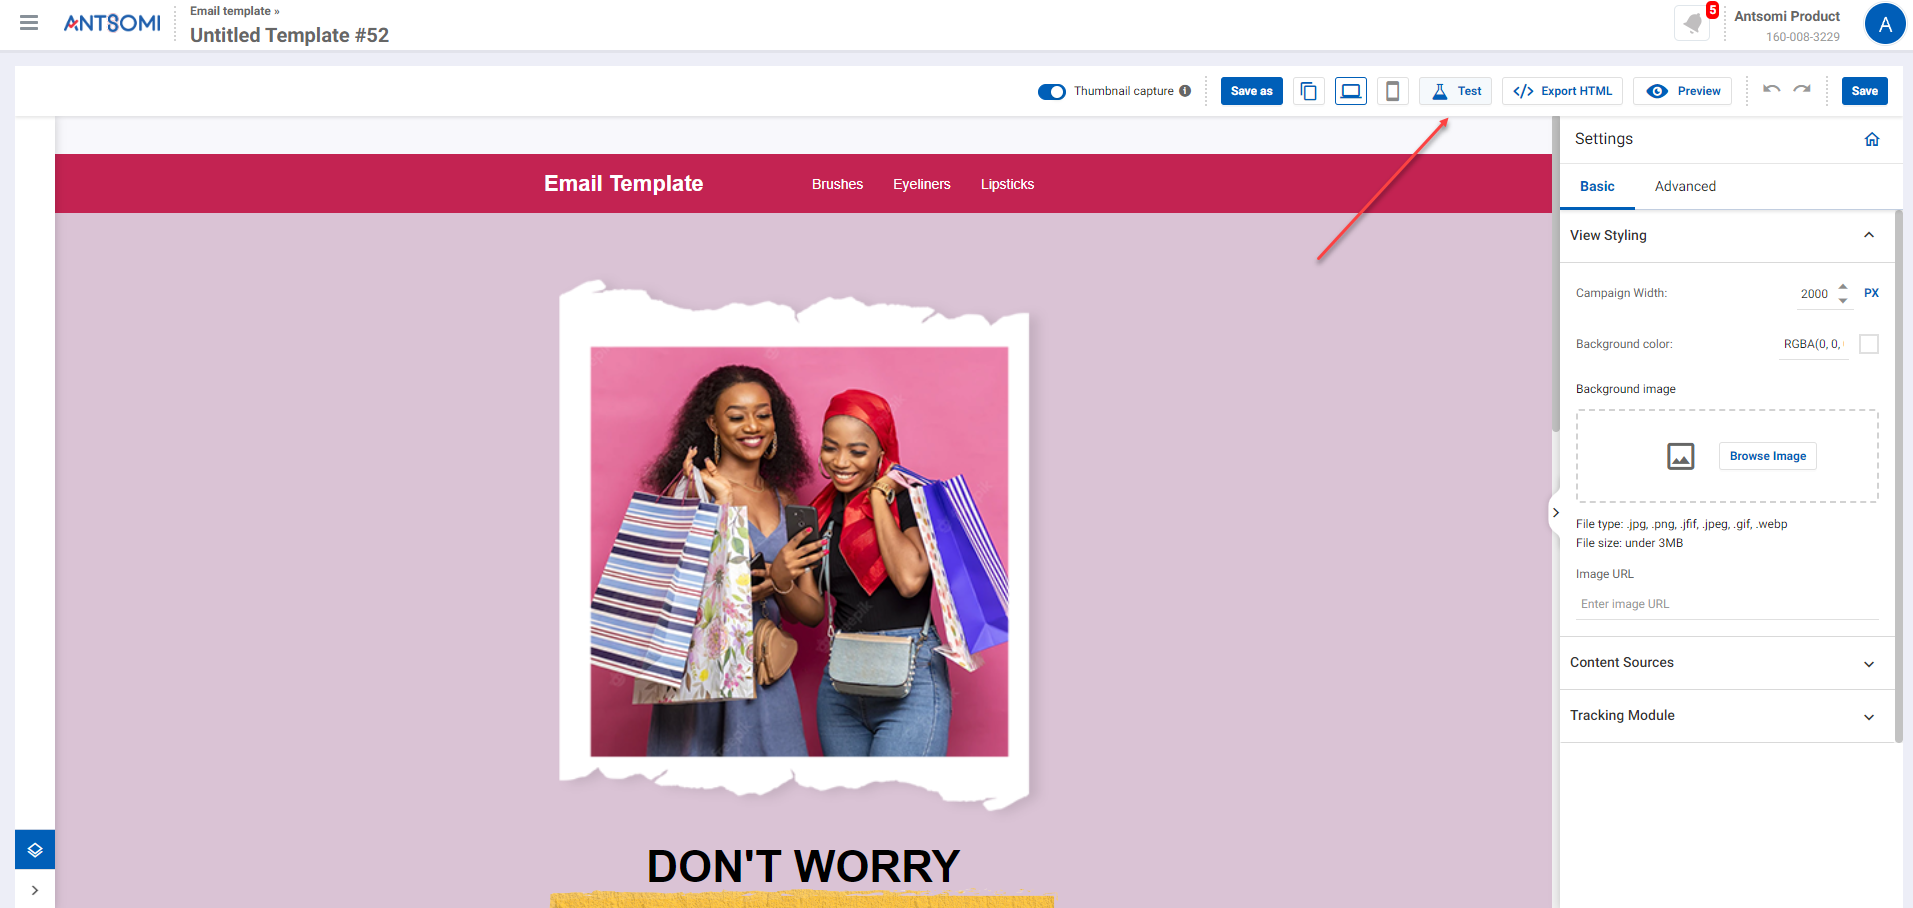 ANTSOMI
Email template »
Untitled Template #52
5
Antsomi Product
160-008-3229
A
Thumbnail capture
Save as
Test
</> Export HTML
Preview
Save
Email Template
Brushes
Eyeliners
Lipsticks
DON'T WORRY
Settings
Basic
Advanced
View Styling
Campaign Width:
2000
PX
Background color:
RGBA(0, 0,
Background image
Browse Image
File type: .jpg, .png, .jfif, .jpeg, .gif, .webp
File size: under 3MB
Image URL
Enter image URL
Content Sources
Tracking Module